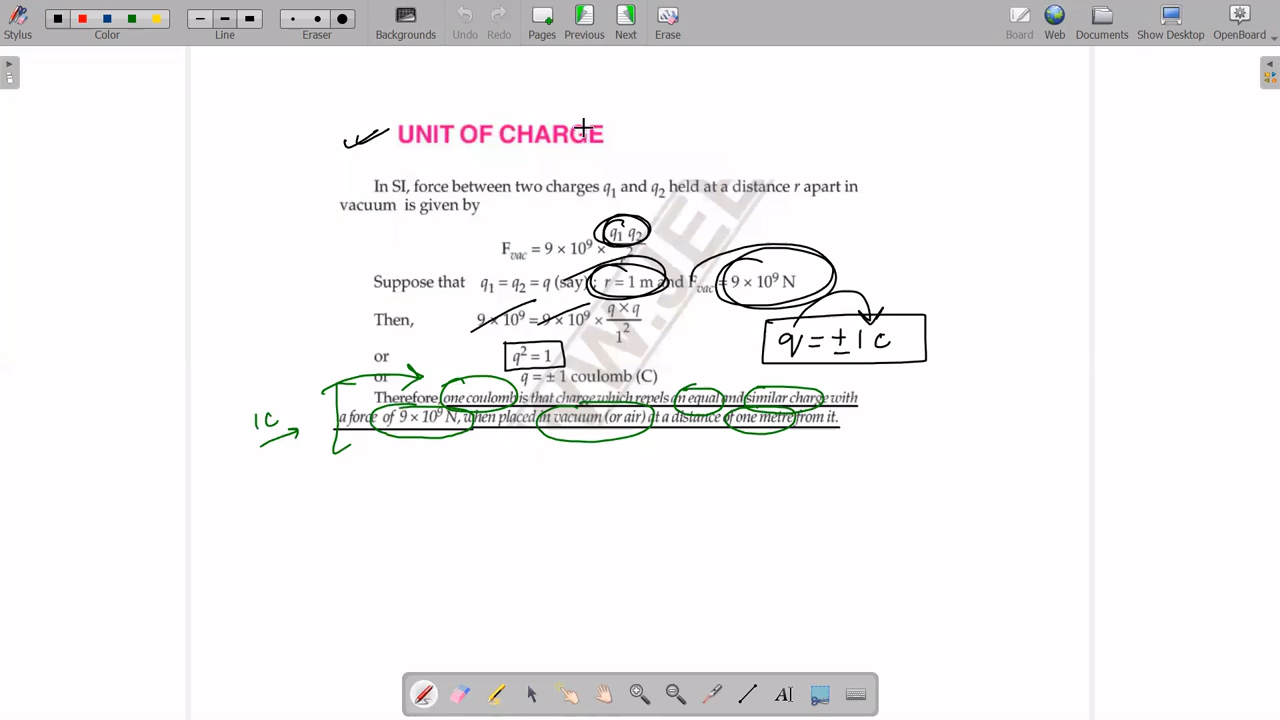 Stylus Color Line Eraser Backgrounds Undo Redo Pages Previous Next Erase Board Web Documents Show Desktop OpenBoard
UNIT OF CHARGE
In SI, force between two charges q₁ and q₂ held at a distance r apart in
vacuum is given by
Fvac = 9 × 10⁹ × q₁ q₂
Suppose that q₁ = q₂ = q (say) ; r = 1 m and Fvac = 9 × 10⁹ N
Then, 9 × 10⁹ = 9 × 10⁹ × q × q / 1²
q = ± 1 C
or q² = 1
or q = ± 1 coulomb (C)
Therefore, one coulomb is that charge which repels an equal and similar charge with
1C
a force of 9 × 10⁹ N, when placed in vacuum (or air) at a distance of one metre from it.
AI